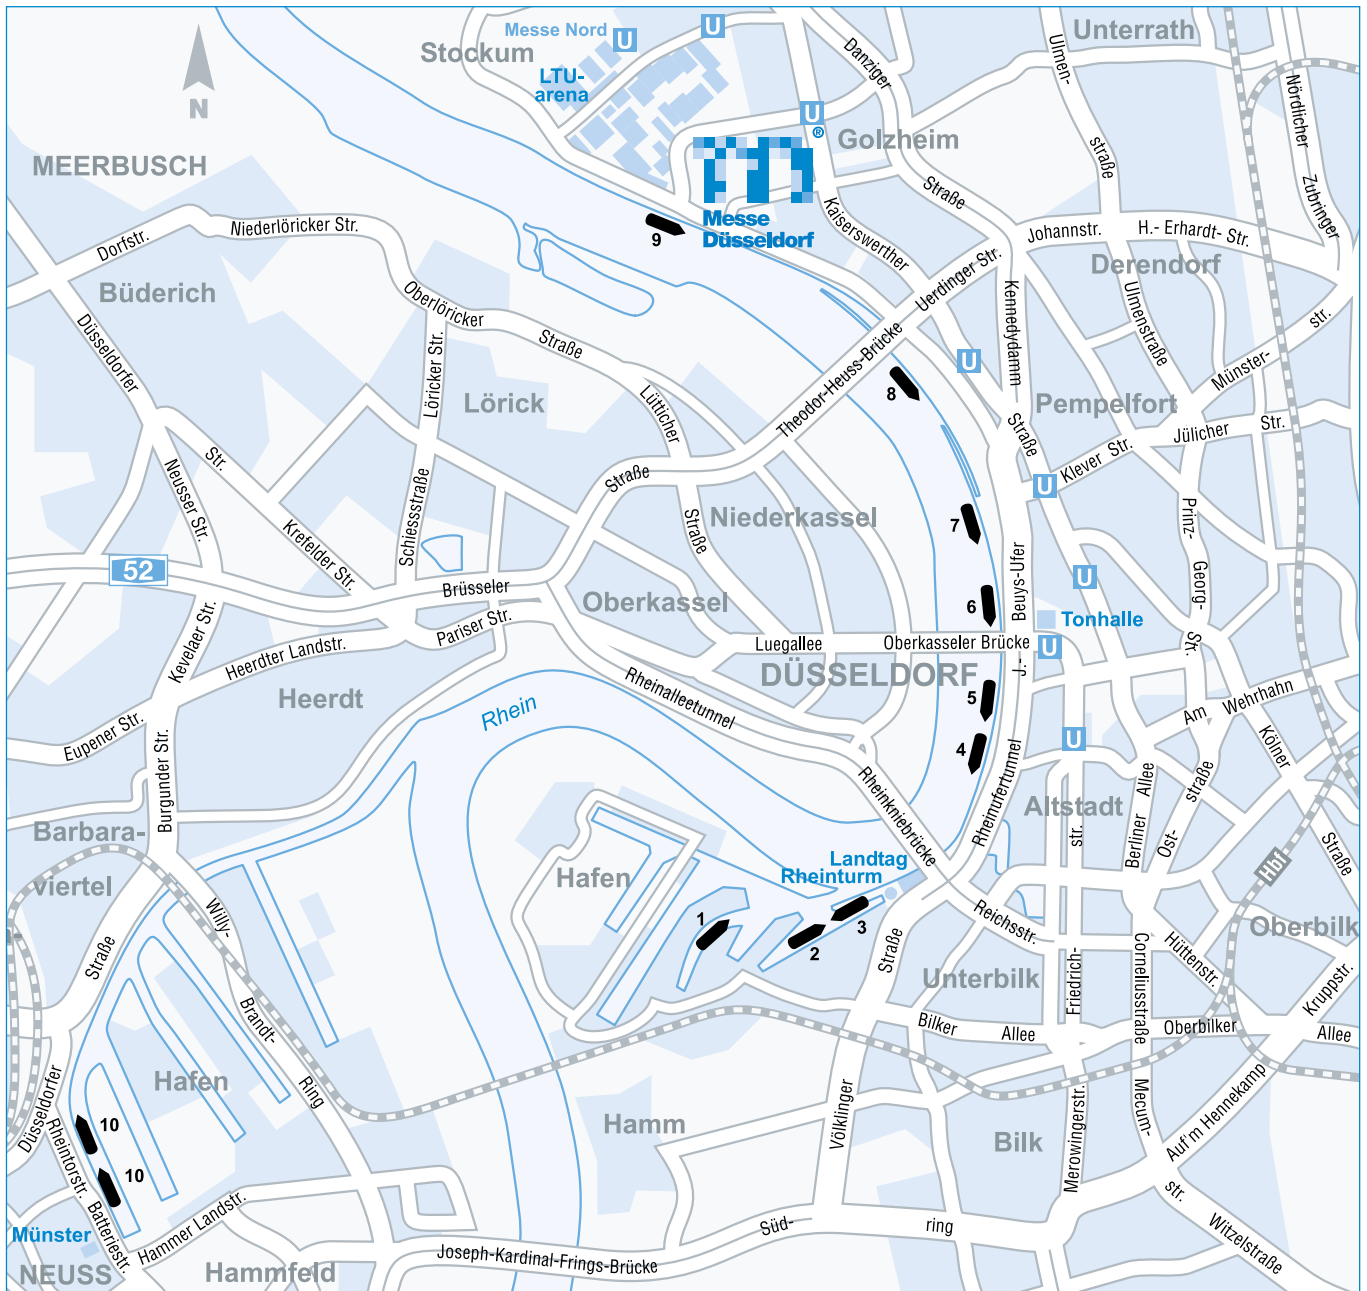 Messe Nord
U
U
Stockum
LTU-
arena
Danziger
Ulmen-
Unterrath
Nördlicher
Zubringer
N
U
®
Golzheim
straße
MEERBUSCH
Straße
Messe
Düsseldorf
9
Kaiserswerther
Johannstr.
H.- Erhardt- Str.
Niederlöricker Str.
Dorfstr.
Büderich
Uerdinger Str.
Derendorf
Oberlöricker
Straße
Kennedydamm
Ulmenstraße
Düsseldorfer
Löricker Str.
Theodor-Heuss-Brücke
U
Münster-
str.
8
Lörick
Lütticher
Straße
Pempelfort
Jülicher
Str.
Klever Str.
U
Str.
Neusser Str.
Schiessstraße
Straße
Niederkassel
Straße
7
Prinz-
Georg-
Str.
Krefelder Str.
J.-
Beuys-Ufer
52
Brüsseler
U
Oberkassel
6
Tonhalle
Kevelaer Str.
Pariser Str.
Heerdter Landstr.
Luegallee
Oberkasseler Brücke
U
DÜSSELDORF
Heerdt
Rheinalleetunnel
5
Am
Wehrhahn
Rhein
Eupener Str.
Burgunder Str.
4
U
Kölner
Straße
Rheinkniebrücke
Rheinufertunnel
Altstadt
Berliner Allee
Ost-
straße
Barbara-
viertel
str.
Landtag
Rheinturm
Hafen
Hbf
Willy-
Brandt-
Ring
1
2
3
Reichsstr.
Oberbilk
Straße
Straße
Hüttenstr.
Unterbilk
Friedrich-
Corneliusstraße
Kruppstr.
Bilker
Allee
Oberbilker
Allee
Hafen
Düsseldorfer
Hamm
Völklinger
Bilk
Merowingerstr.
Mecum-
str.
Auf'm Hennekamp
10
10
Rheintorstr.
Batteriestr.
Hammer Landstr.
Münster
NEUSS
Hammfeld
Joseph-Kardinal-Frings-Brücke
Süd-
ring
Witzelstraße